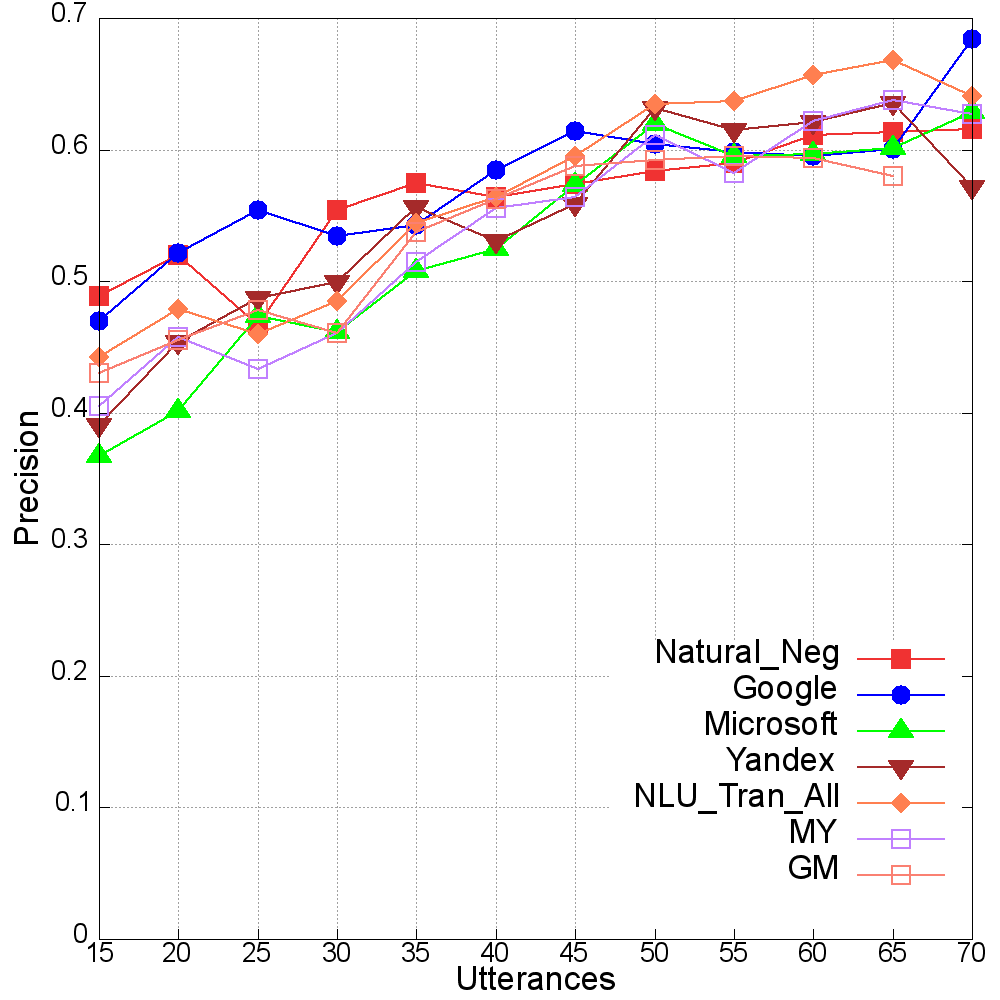 0.7
0.6
0.5
0.4
0.3
0.2
0.1
0
Precision
Natural_Neg
Google
Microsoft
Yandex
NLU_Tran_All
MY
GM
15 20 25 30 35 40 45 50 55 60 65 70
Utterances